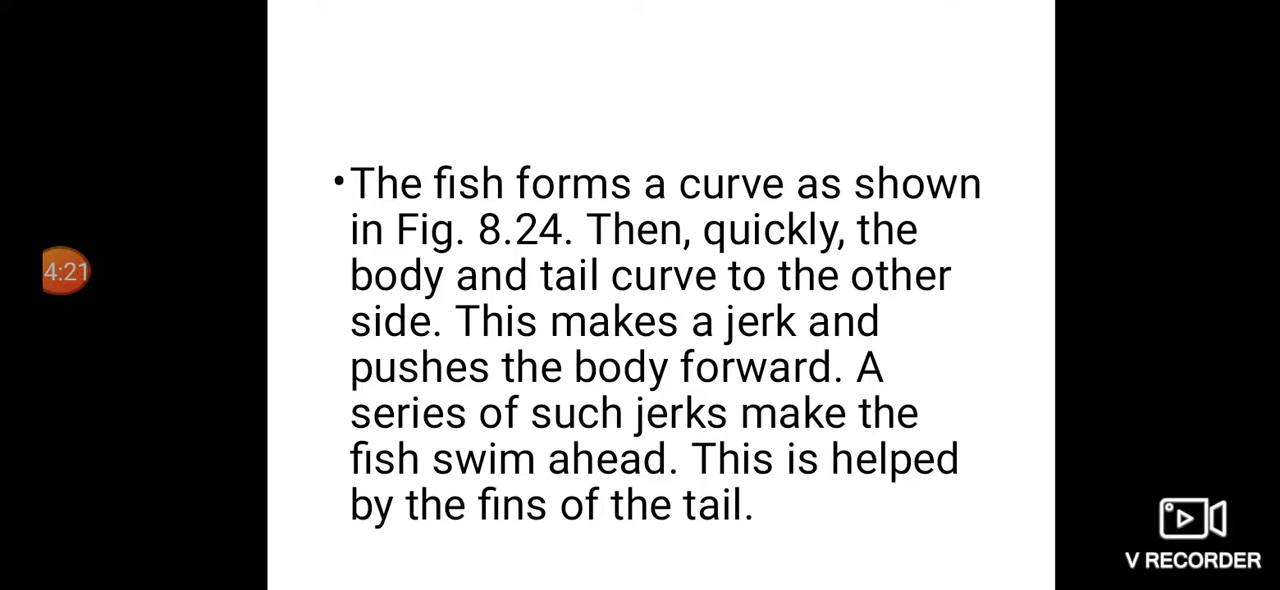 •The fish forms a curve as shown
in Fig. 8.24. Then, quickly, the
body and tail curve to the other
side. This makes a jerk and
pushes the body forward. A
series of such jerks make the
fish swim ahead. This is helped
by the fins of the tail.
4:21
V RECORDER